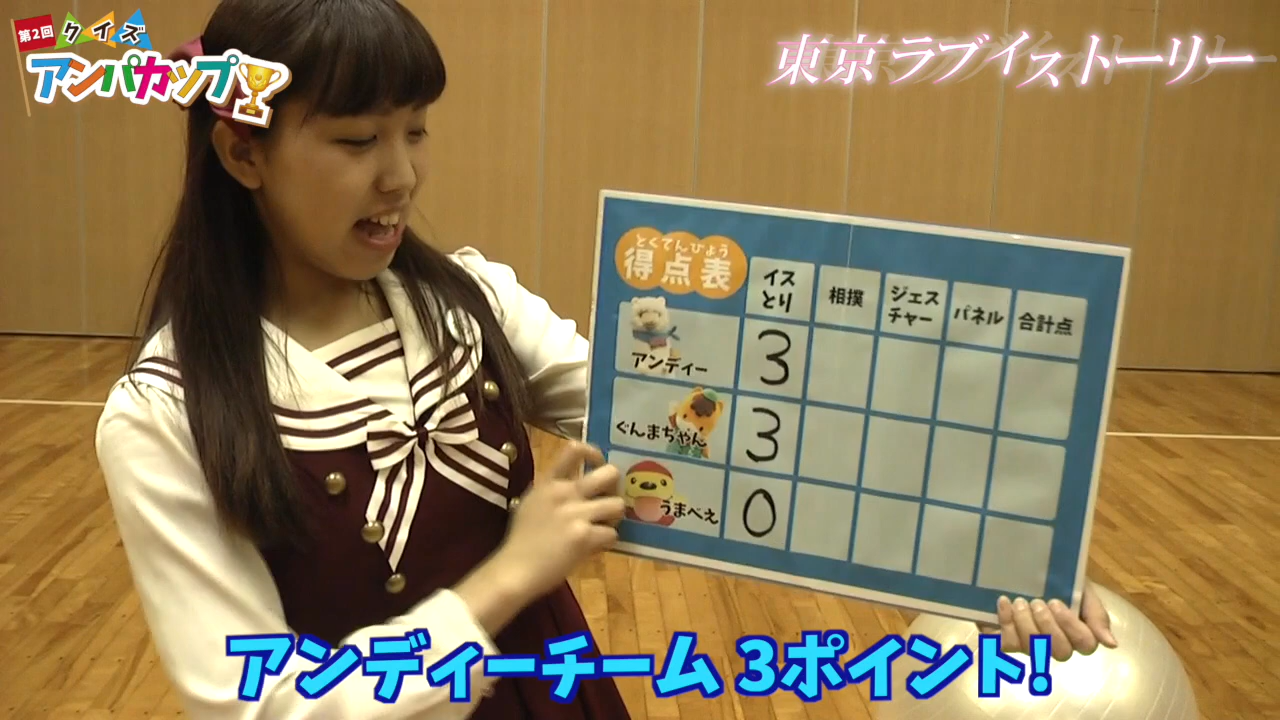 第2回
クイズ
アンパカップ
東京ラブイストーリー
とくてんひょう
得点表
イス
とり
相撲
ジェス
チャー
パネル
合計点
アンディー
3
ぐんまちゃん
3
うまべえ
0
アンディーチーム 3ポイント!